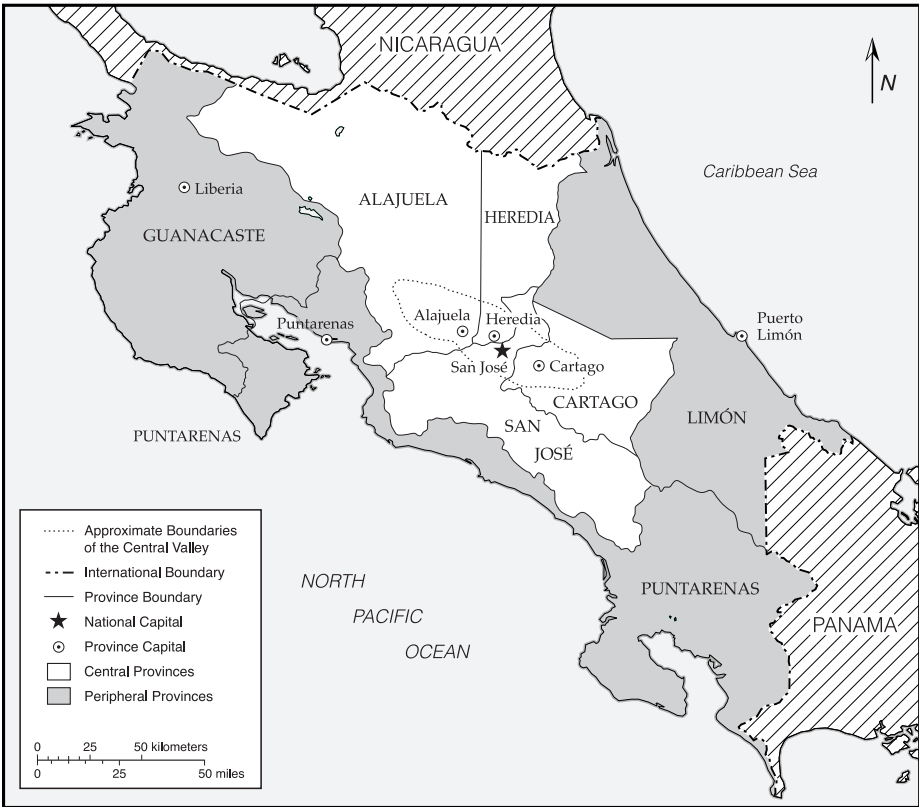 NICARAGUA
N
Caribbean Sea
Liberia
ALAJUELA
HEREDIA
GUANACASTE
Alajuela
Heredia
Puntarenas
Puerto
Limón
San José
Cartago
CARTAGO
LIMÓN
SAN
JOSÉ
PUNTARENAS
NORTH
PACIFIC
OCEAN
PUNTARENAS
PANAMA
Approximate Boundaries
of the Central Valley
International Boundary
Province Boundary
National Capital
Province Capital
Central Provinces
Peripheral Provinces
0 25 50 kilometers
0 25 50 miles